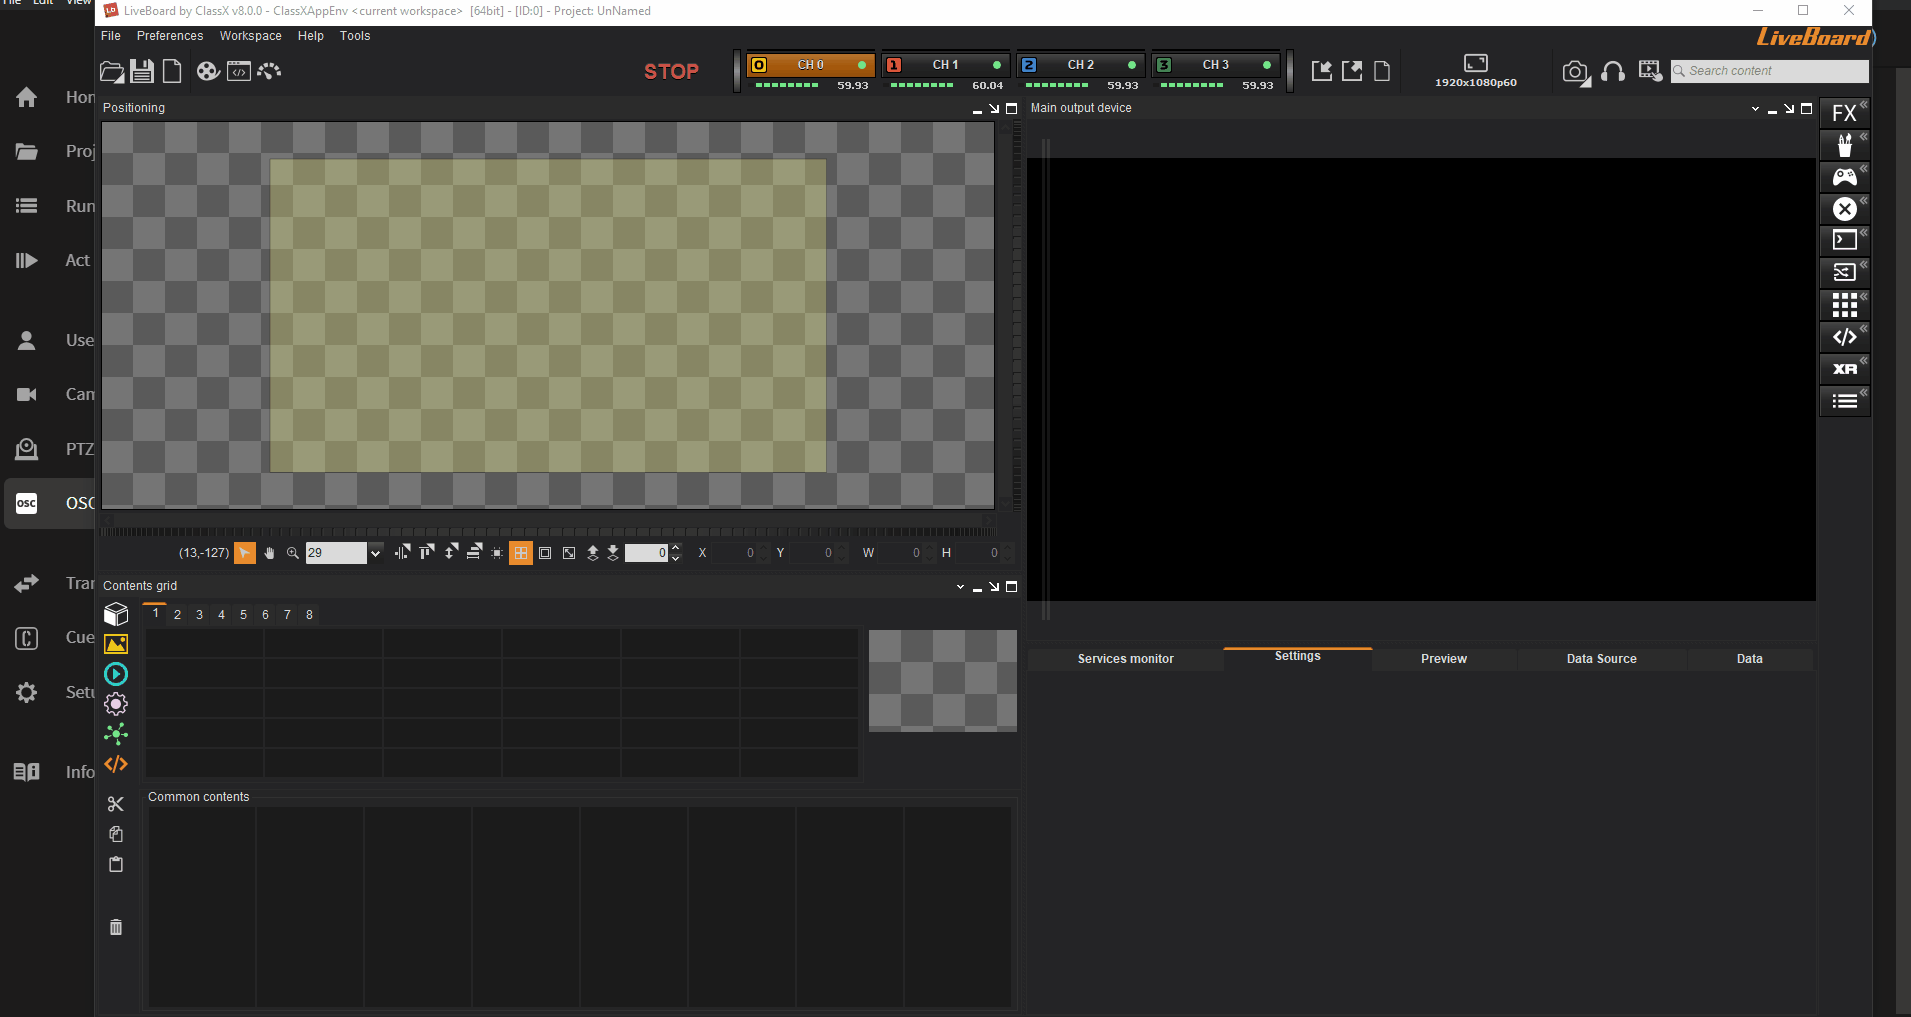 File Edit View
LiveBoard by ClassX v8.0.0 - ClassXAppEnv <current workspace> [64bit] - [ID:0] - Project: UnNamed
File Preferences Workspace Help Tools
LiveBoard
STOP
0 CH 0 59.93
1 CH 1 60.04
2 CH 2 59.93
3 CH 3 59.93
1920x1080p60
Search content
Hom
Proj
Run
Act
Use
Cam
PTZ
OSC OSC
Tran
Cue
Setu
Info
Positioning
Main output device
FX
XR
(13,-127) 29 0 X 0 Y 0 W 0 H 0
Contents grid
1 2 3 4 5 6 7 8
Common contents
Services monitor Settings Preview Data Source Data